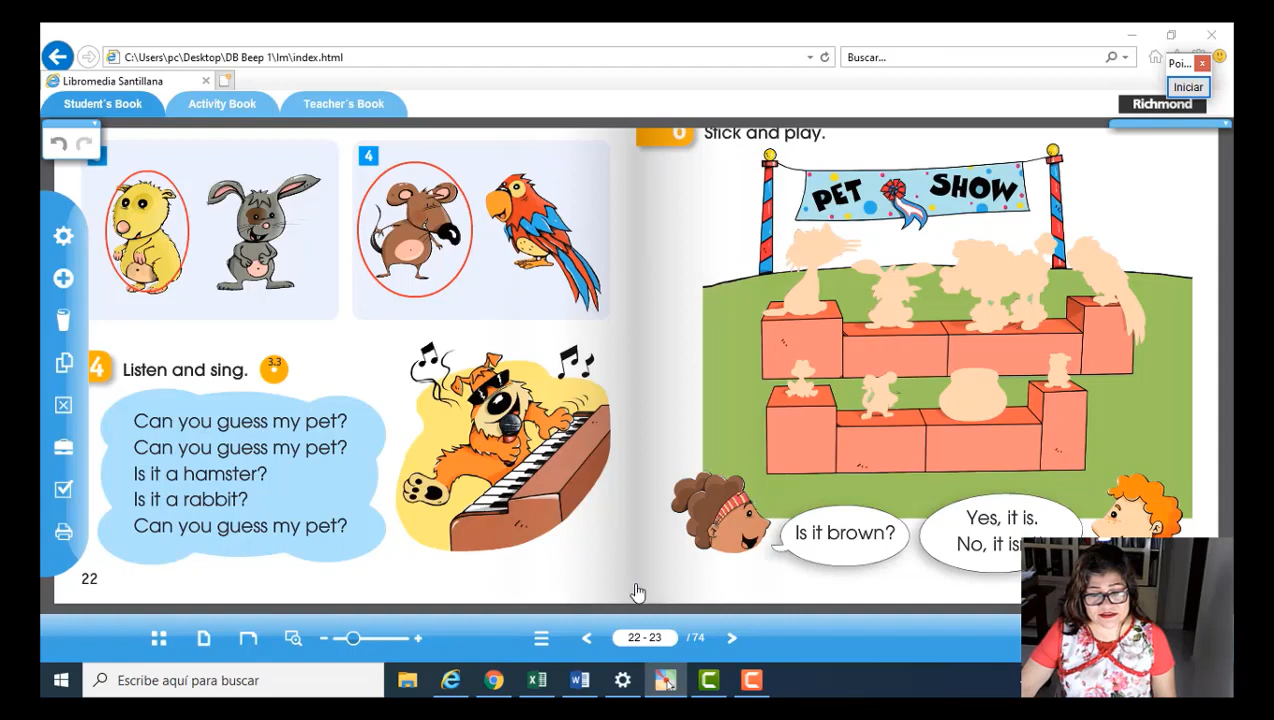 C:\Users\pc\Desktop\DB Beep 1\lm\index.html
Buscar...
Poi...
Libromedia Santillana
Iniciar
Student´s Book
Activity Book
Teacher´s Book
Richmond
4
6
Stick and play.
PET SHOW
4
Listen and sing.
3.3
Can you guess my pet?
Can you guess my pet?
Is it a hamster?
Is it a rabbit?
Can you guess my pet?
Is it brown?
Yes, it is.
No, it is
22
22 - 23
/ 74
Escribe aquí para buscar